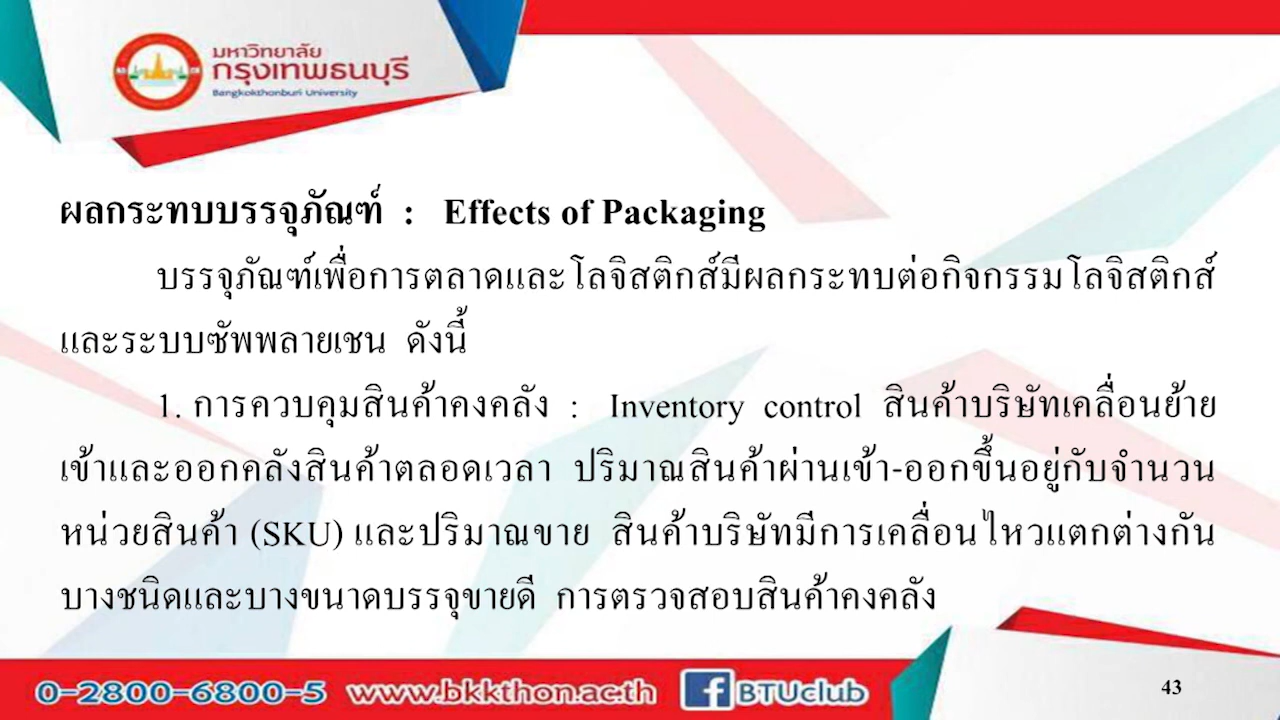 มหาวิทยาลัย
กรุงเทพธนบุรี
Bangkokthonburi University
ผลกระทบบรรจุภัณฑ์ : Effects of Packaging
บรรจุภัณฑ์เพื่อการตลาดและโลจิสติกส์มีผลกระทบต่อกิจกรรมโลจิสติกส์
และระบบซัพพลายเชน ดังนี้
1. การควบคุมสินค้าคงคลัง : Inventory control สินค้าบริษัทเคลื่อนย้าย
เข้าและออกคลังสินค้าตลอดเวลา ปริมาณสินค้าผ่านเข้า-ออกขึ้นอยู่กับจำนวน
หน่วยสินค้า (SKU) และปริมาณขาย สินค้าบริษัทมีการเคลื่อนไหวแตกต่างกัน
บางชนิดและบางขนาดบรรจุขายดี การตรวจสอบสินค้าคงคลัง
0-2800-6800-5 www.bkkthon.ac.th f BTUclub
43